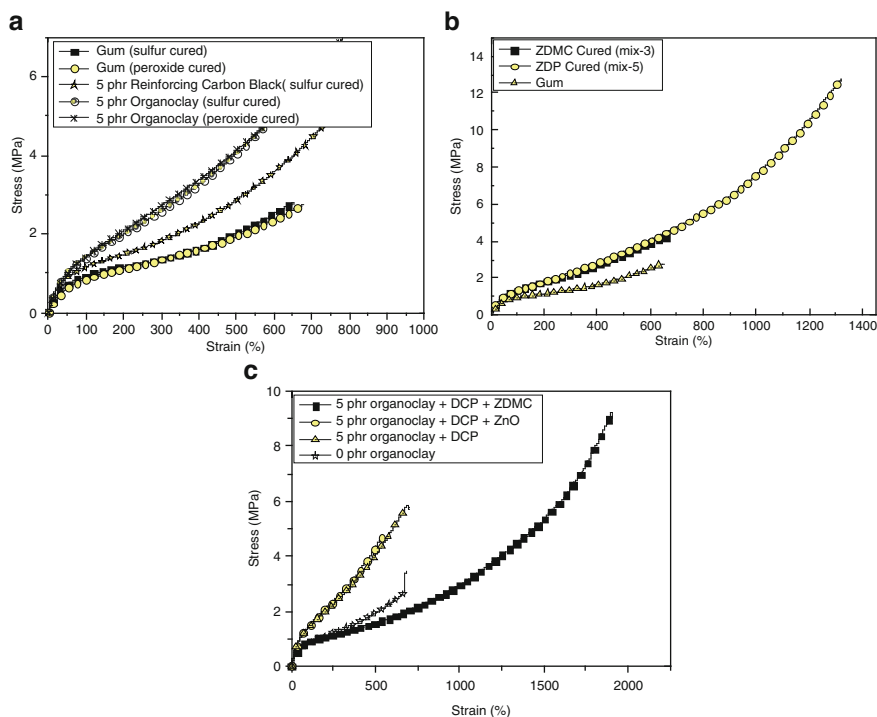 a
Gum (sulfur cured)
Gum (peroxide cured)
5 phr Reinforcing Carbon Black( sulfur cured)
5 phr Organoclay (sulfur cured)
5 phr Organoclay (peroxide cured)
Stress (MPa)
6
4
2
0
0 100 200 300 400 500 600 700 800 900 1000
Strain (%)
b
ZDMC Cured (mix-3)
ZDP Cured (mix-5)
Gum
Stress (MPa)
14
12
10
8
6
4
2
0
0 200 400 600 800 1000 1200 1400
Strain (%)
c
5 phr organoclay + DCP + ZDMC
5 phr organoclay + DCP + ZnO
5 phr organoclay + DCP
0 phr organoclay
Stress (MPa)
10
8
6
4
2
0
0 500 1000 1500 2000
Strain (%)